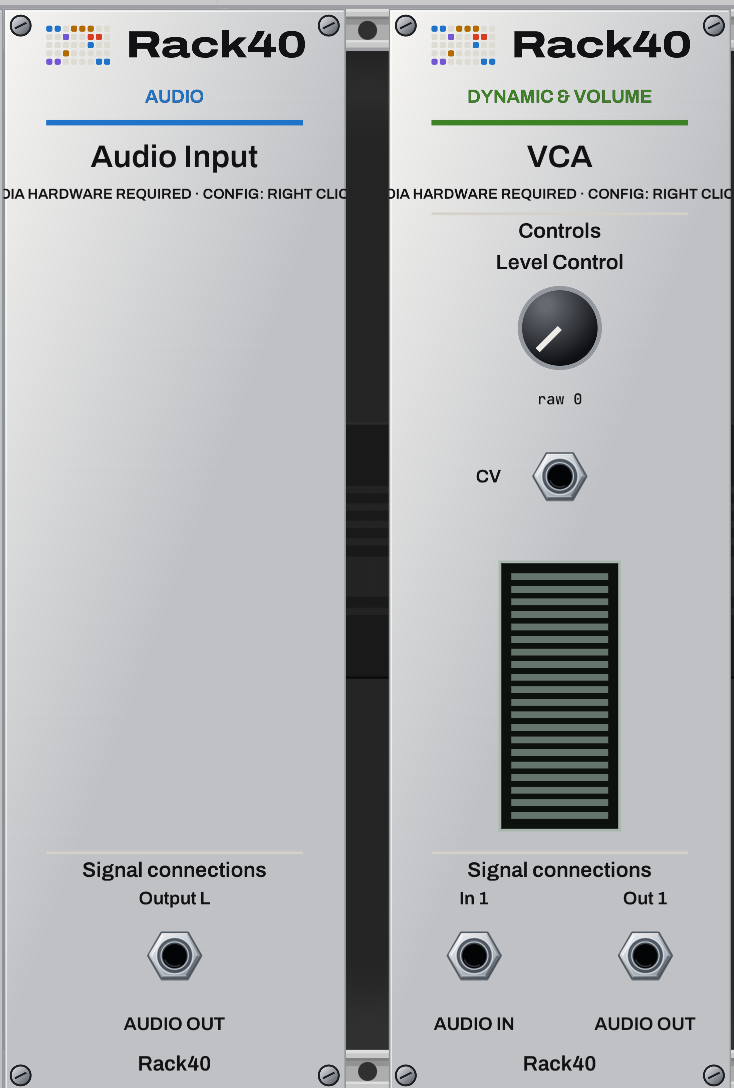 Rack40
AUDIO
Audio Input
DIA HARDWARE REQUIRED · CONFIG: RIGHT CLIC
Signal connections
Output L
AUDIO OUT
Rack40
Rack40
DYNAMIC & VOLUME
VCA
DIA HARDWARE REQUIRED · CONFIG: RIGHT CLIC
Controls
Level Control
raw 0
CV
Signal connections
In 1 Out 1
AUDIO IN AUDIO OUT
Rack40